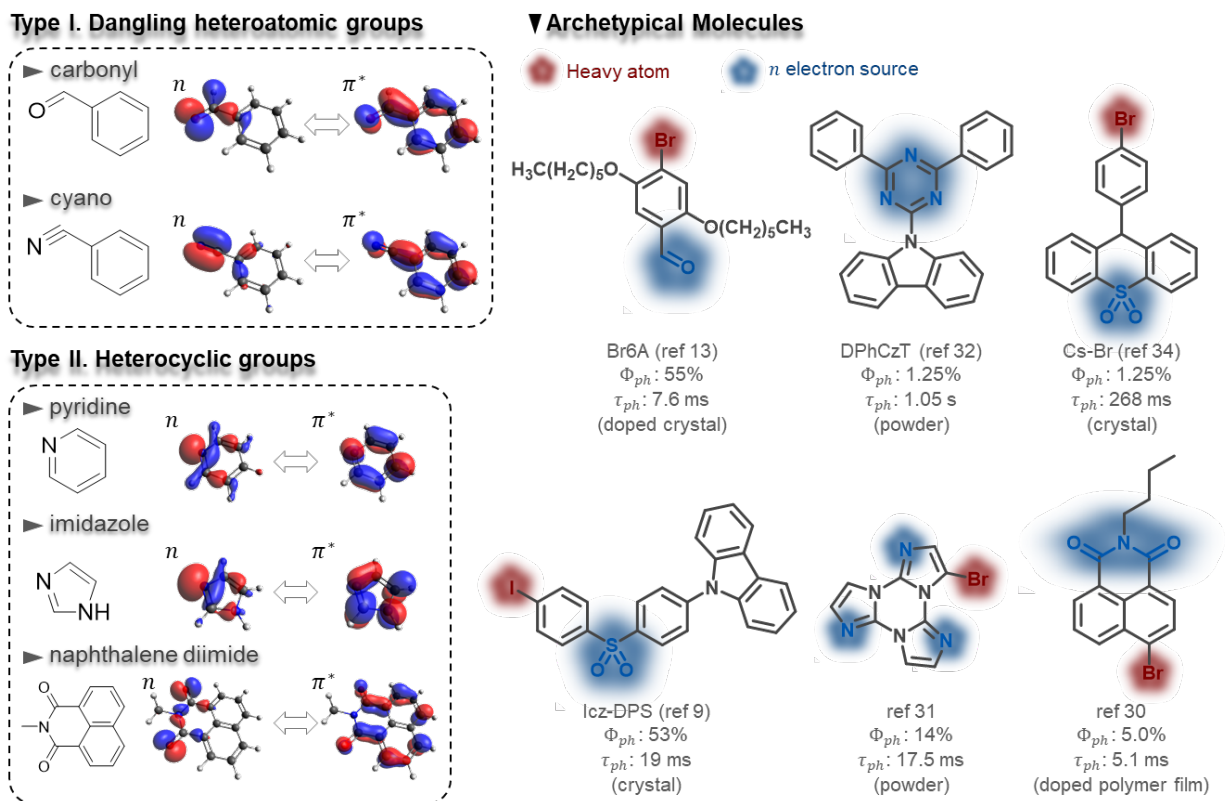 Type I. Dangling heteroatomic groups
► carbonyl
n
π*
O
► cyano
n
π*
N
Type II. Heterocyclic groups
► pyridine
n
π*
N
► imidazole
n
π*
N
NH
► naphthalene diimide
n
π*
O
N
O
▼Archetypical Molecules
Heavy atom
n electron source
Br
H₃C(H₂C)₅O
O(CH₂)₅CH₃
O
Br6A (ref 13)
Φph: 55%
τph: 7.6 ms
(doped crystal)
N
N N
N
DPhCzT (ref 32)
Φph: 1.25%
τph: 1.05 s
(powder)
Br
S
O O
Cs-Br (ref 34)
Φph: 1.25%
τph: 268 ms
(crystal)
I
N
S
O O
Icz-DPS (ref 9)
Φph: 53%
τph: 19 ms
(crystal)
N
Br
N N
N N
N
ref 31
Φph: 14%
τph: 17.5 ms
(powder)
O N O
Br
ref 30
Φph: 5.0%
τph: 5.1 ms
(doped polymer film)